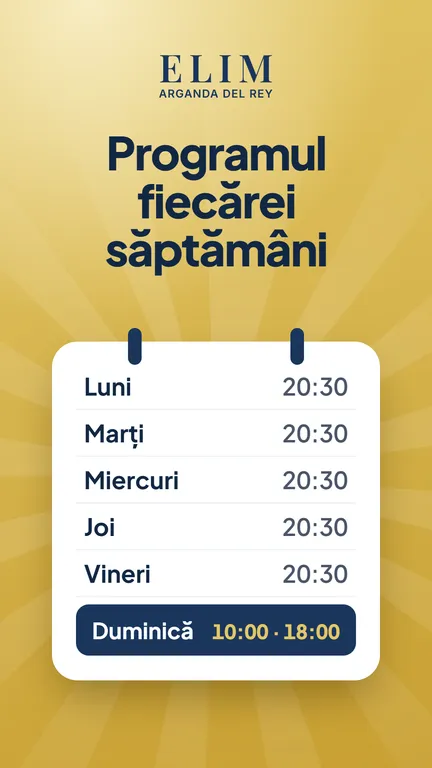 ELIM
ARGANDA DEL REY
Programul
fiecărei
săptămâni
Luni 20:30
Marți 20:30
Miercuri 20:30
Joi 20:30
Vineri 20:30
Duminică 10:00 · 18:00